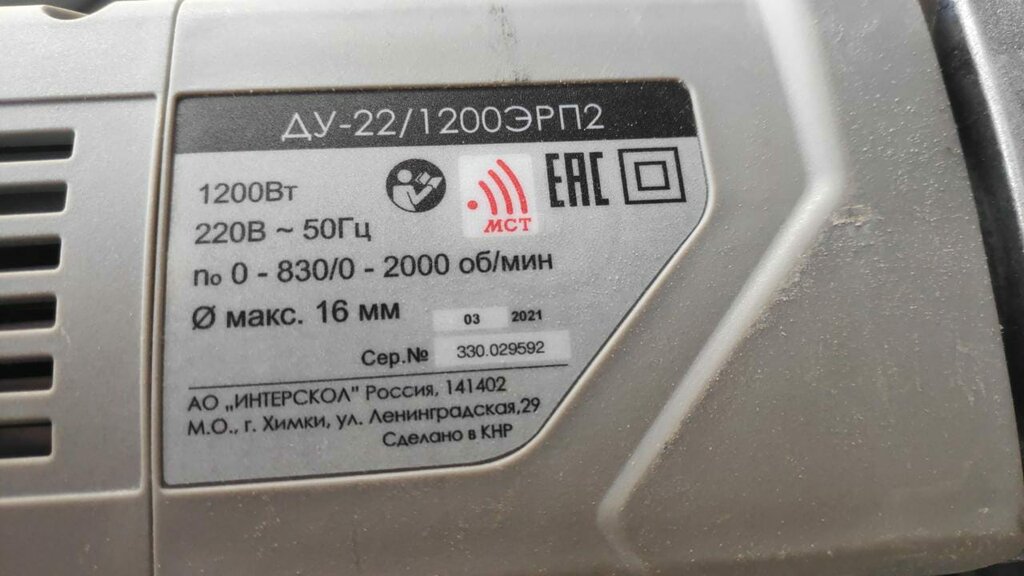 ДУ-22/1200ЭРП2
1200Вт
МСТ
ЕАС
220В ~ 50Гц
n₀ 0 - 830/0 - 2000 об/мин
Ø макс. 16 мм
03 2021
Сер.№ 330.029592
АО „ИНТЕРСКОЛ" Россия, 141402
М.О., г. Химки, ул. Ленинградская,29
Сделано в КНР